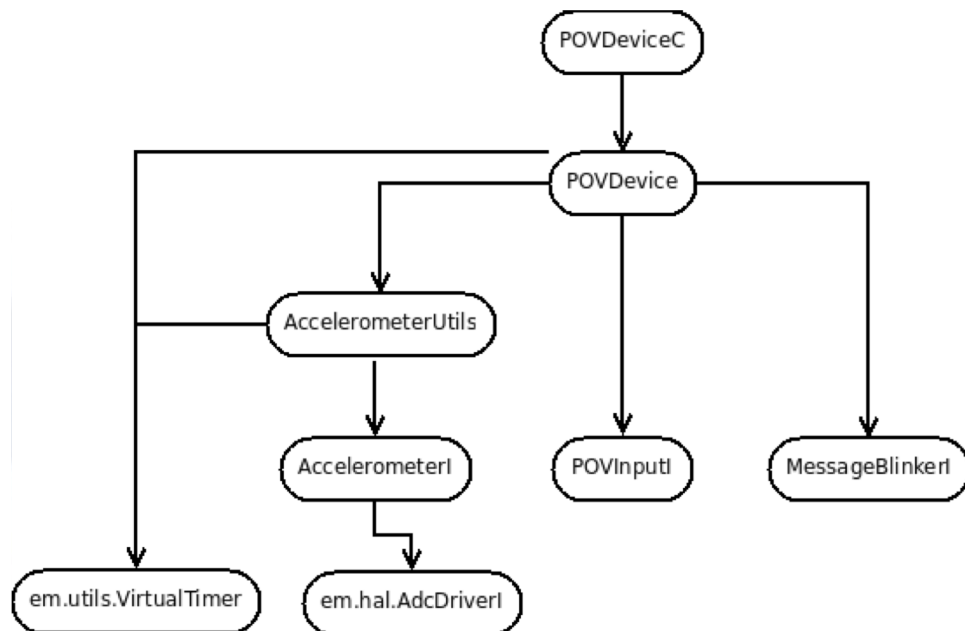 POVDeviceC
POVDevice
AccelerometerUtils
AccelerometerI
POVInputI
MessageBlinkerI
em.utils.VirtualTimer
em.hal.AdcDriverI